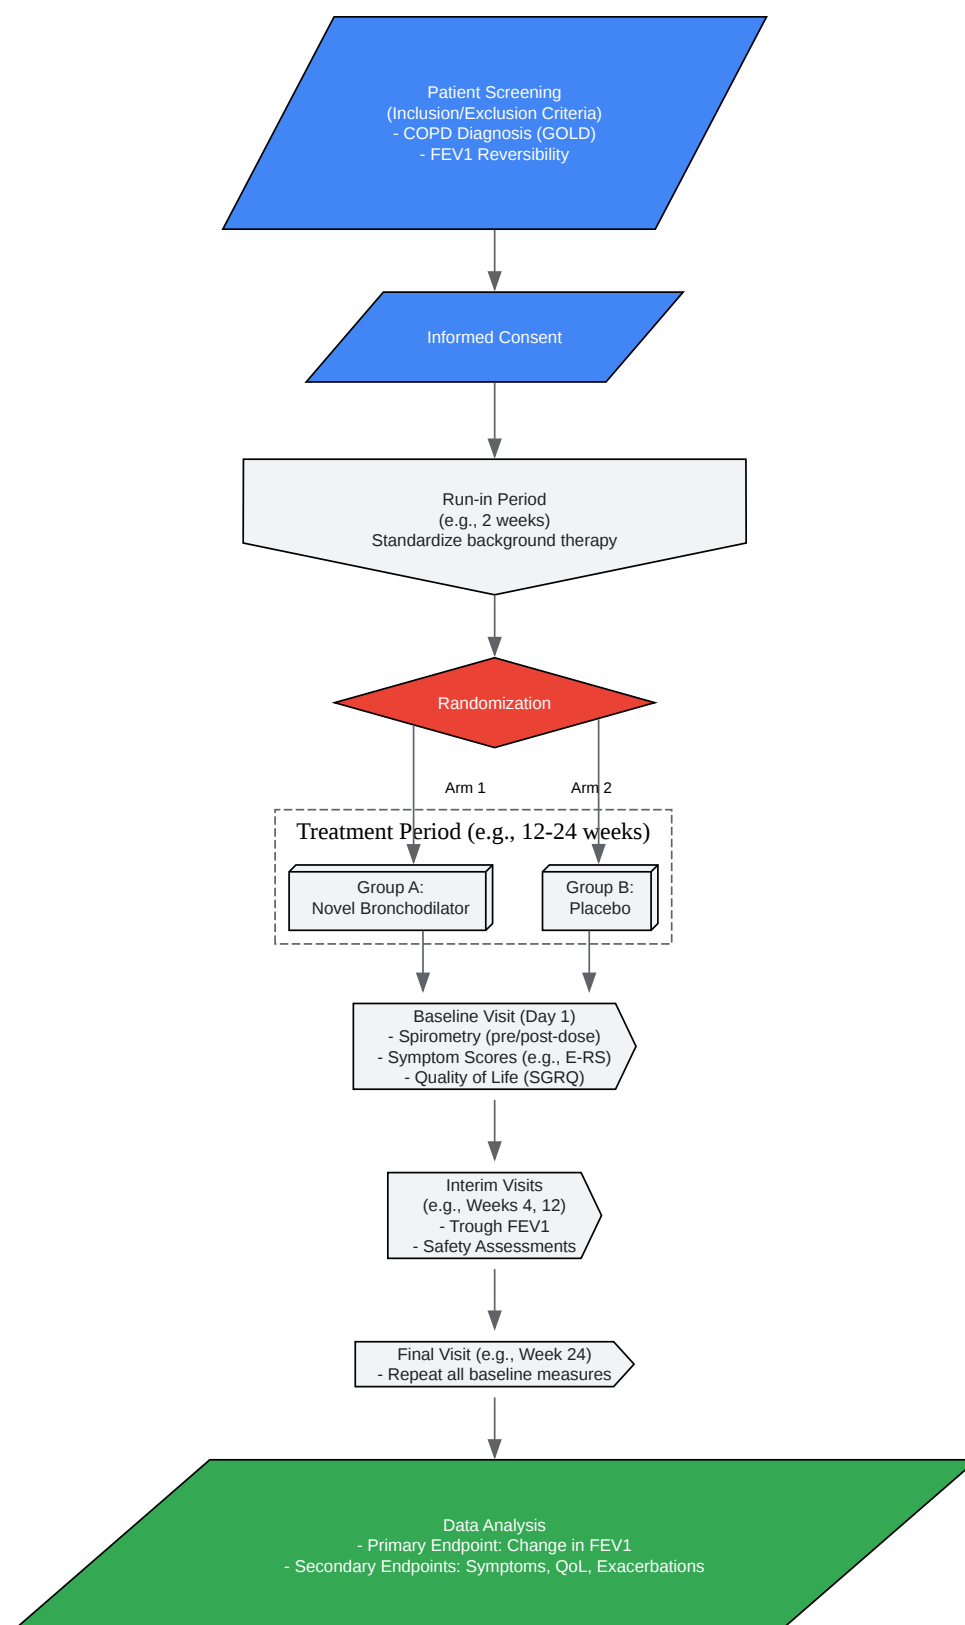 Patient Screening
(Inclusion/Exclusion Criteria)
- COPD Diagnosis (GOLD)
- FEV1 Reversibility
Informed Consent
Run-in Period
(e.g., 2 weeks)
Standardize background therapy
Randomization
Arm 1
Arm 2
Treatment Period (e.g., 12-24 weeks)
Group A:
Novel Bronchodilator
Group B:
Placebo
Baseline Visit (Day 1)
- Spirometry (pre/post-dose)
- Symptom Scores (e.g., E-RS)
- Quality of Life (SGRQ)
Interim Visits
(e.g., Weeks 4, 12)
- Trough FEV1
- Safety Assessments
Final Visit (e.g., Week 24)
- Repeat all baseline measures
Data Analysis
- Primary Endpoint: Change in FEV1
- Secondary Endpoints: Symptoms, QoL, Exacerbations